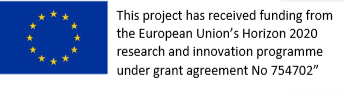 This project has received funding from
the European Union’s Horizon 2020
research and innovation programme
under grant agreement No 754702”